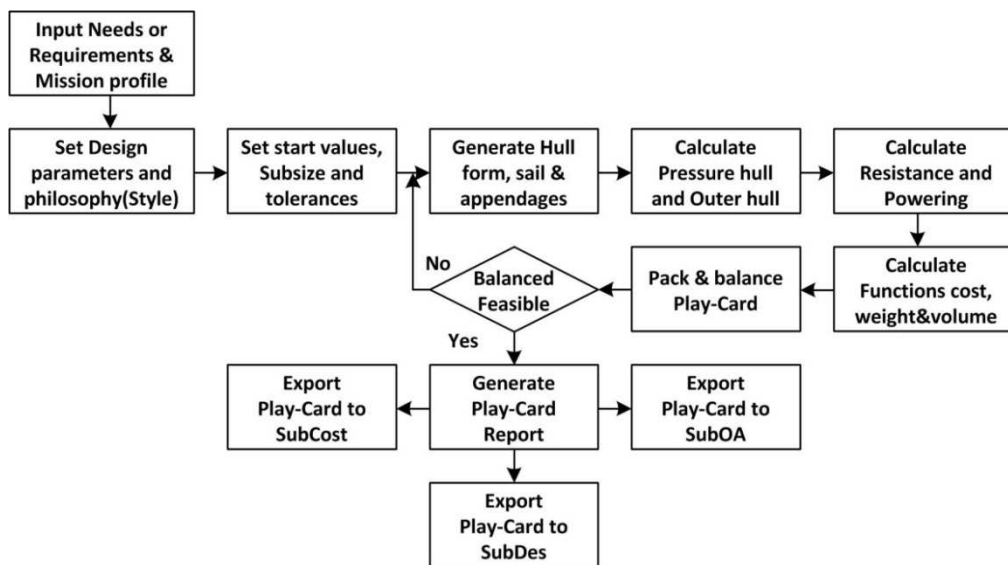 Input Needs or
Requirements &
Mission profile
Set Design
parameters and
philosophy(Style)
Set start values,
Subsize and
tolerances
Generate Hull
form, sail &
appendages
Calculate
Pressure hull
and Outer hull
Calculate
Resistance and
Powering
Calculate
Functions cost,
weight&volume
Pack & balance
Play-Card
Balanced
Feasible
No
Yes
Generate
Play-Card
Report
Export
Play-Card to
SubCost
Export
Play-Card to
SubOA
Export
Play-Card to
SubDes